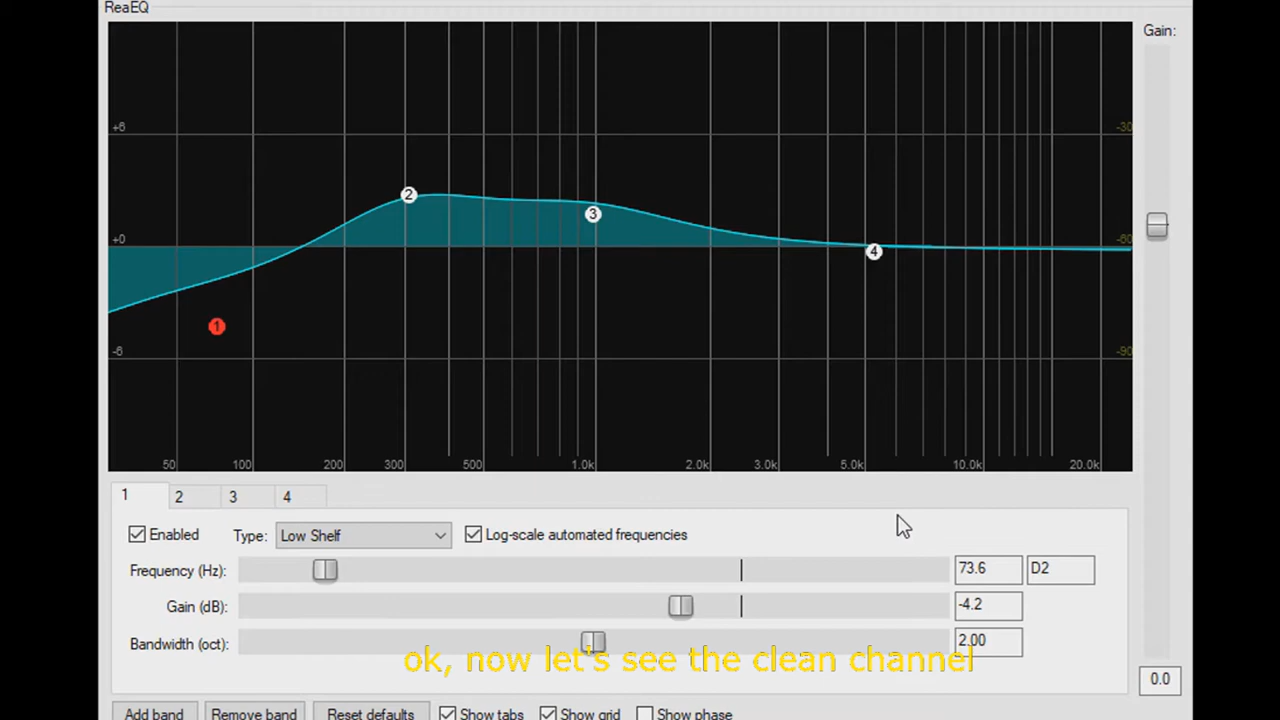 ReaEQ
Gain:
+6
-30
+0
-60
-6
-90
50 100 200 300 500 1.0k 2.0k 3.0k 5.0k 10.0k 20.0k
1 2 3 4
1 2 3 4
Enabled Type: Low Shelf Log-scale automated frequencies
Frequency (Hz): 73.6 D2
Gain (dB): -4.2
Bandwidth (oct): 2.00
ok, now let's see the clean channel
0.0
Add band Remove band Reset defaults Show tabs Show grid Show phase